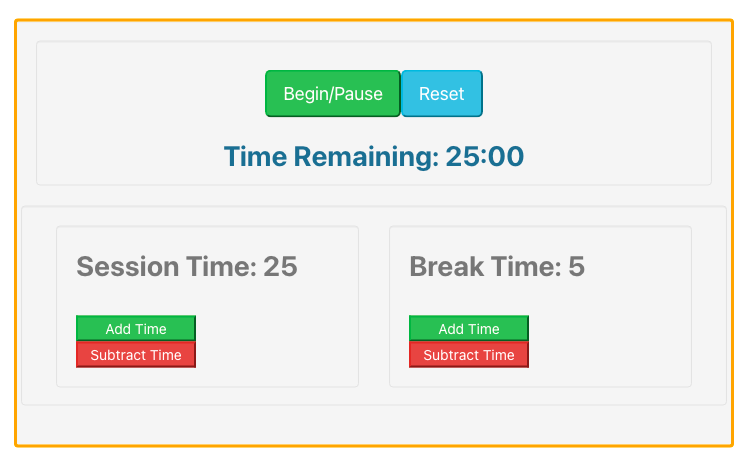 Begin/Pause Reset
Time Remaining: 25:00
Session Time: 25
Add Time
Subtract Time
Break Time: 5
Add Time
Subtract Time